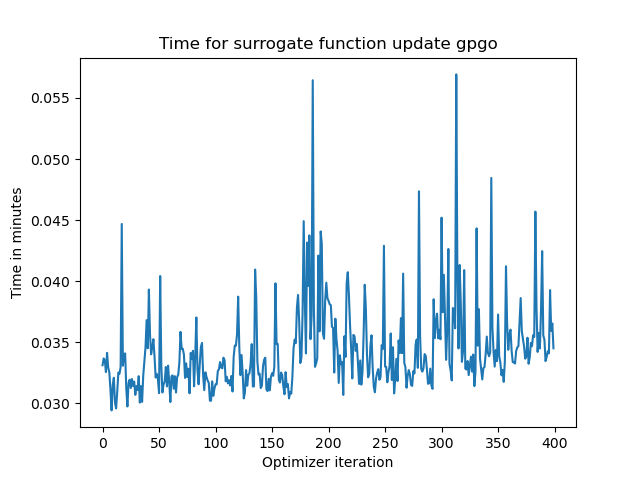 Time for surrogate function update gpgo
Time in minutes
0.055
0.050
0.045
0.040
0.035
0.030
0 50 100 150 200 250 300 350 400
Optimizer iteration